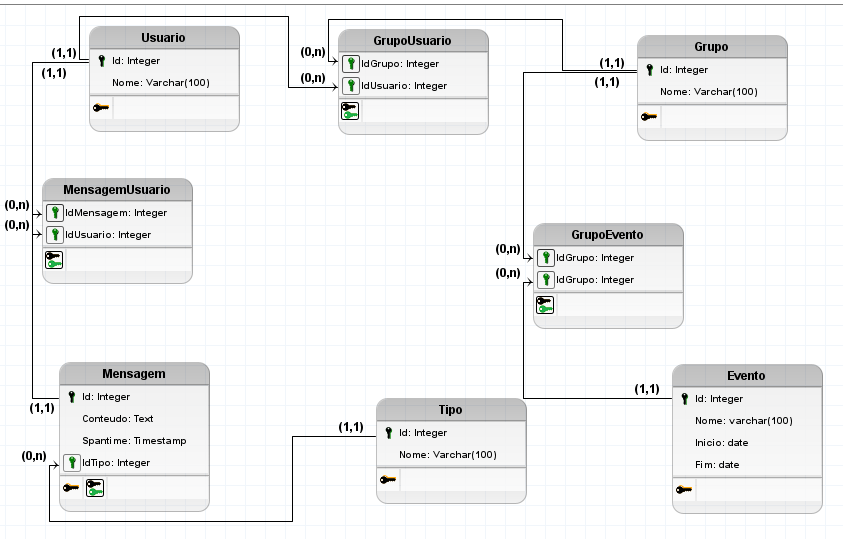 Usuario
(1,1)
(1,1)
Id: Integer
Nome: Varchar(100)
GrupoUsuario
(0,n)
IdGrupo: Integer
(0,n)
IdUsuario: Integer
Grupo
(1,1)
(1,1)
Id: Integer
Nome: Varchar(100)
MensagemUsuario
(0,n)
IdMensagem: Integer
(0,n)
IdUsuario: Integer
GrupoEvento
(0,n)
IdGrupo: Integer
(0,n)
IdGrupo: Integer
Mensagem
Id: Integer
(1,1)
Conteudo: Text
Spantime: Timestamp
(0,n)
IdTipo: Integer
Tipo
(1,1)
Id: Integer
Nome: Varchar(100)
Evento
(1,1)
Id: Integer
Nome: varchar(100)
Inicio: date
Fim: date